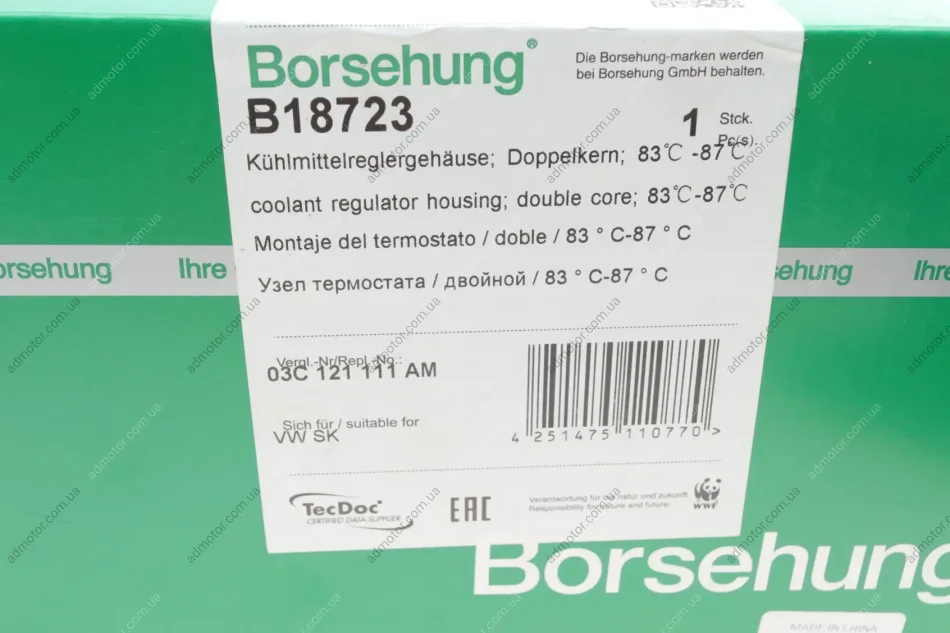 Borsehung®
Die Borsehung-marken werden
bei Borsehung GmbH behalten.
B18723
1 Stck.
Pc(s).
Kühlmittelreglergehäuse; Doppelkern; 83℃ -87℃
coolant regulator housing; double core; 83℃-87℃
Montaje del termostato / doble / 83 ° C-87 ° C
Узел термостата / двойной / 83 ° C-87 ° C
orsehung Ihre
sehung Ihre
Vergl.-Nr/Repl.-No.:
03C 121 111 AM
Sich für / suitable for
VW SK
4 251475 110770 >
TecDoc
CERTIFIED DATA SUPPLIER
EAC
Verantwortung für die natur und zukunft
Responsibility for nature and future.
WWF
Borsehung
MADE IN CHINA
admotor.com.ua